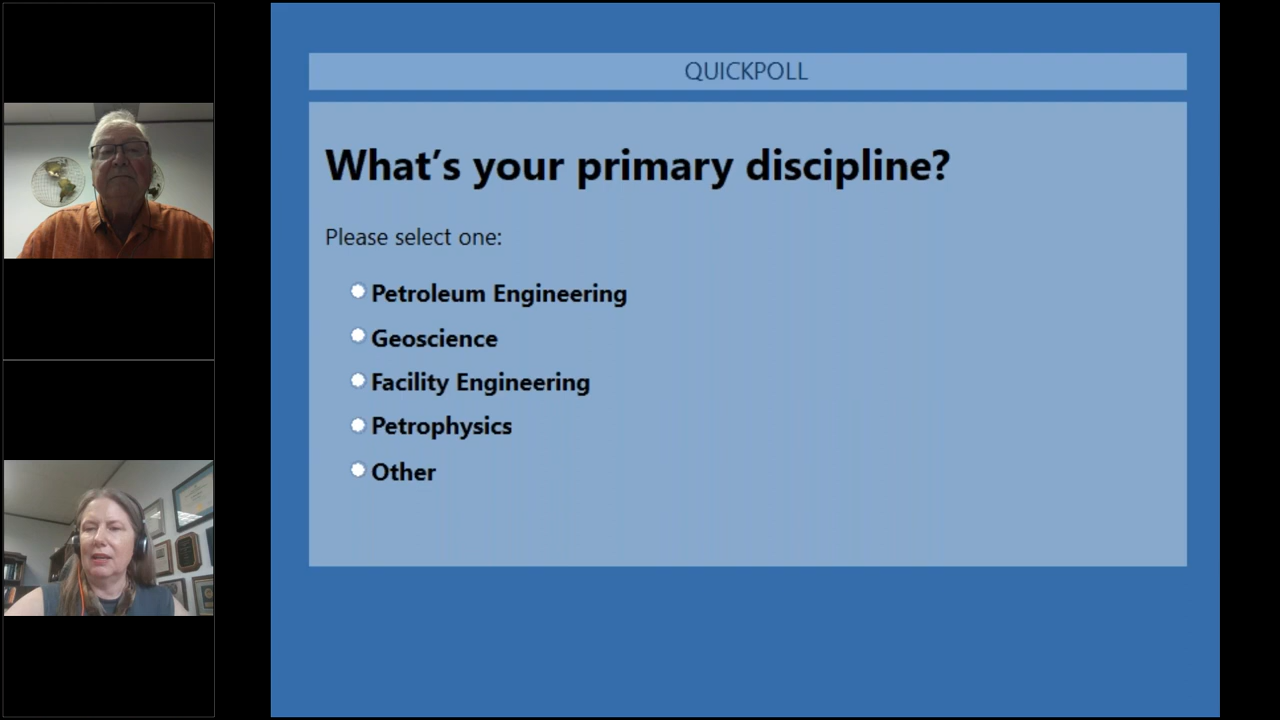 QUICKPOLL
What’s your primary discipline?
Please select one:
Petroleum Engineering
Geoscience
Facility Engineering
Petrophysics
Other